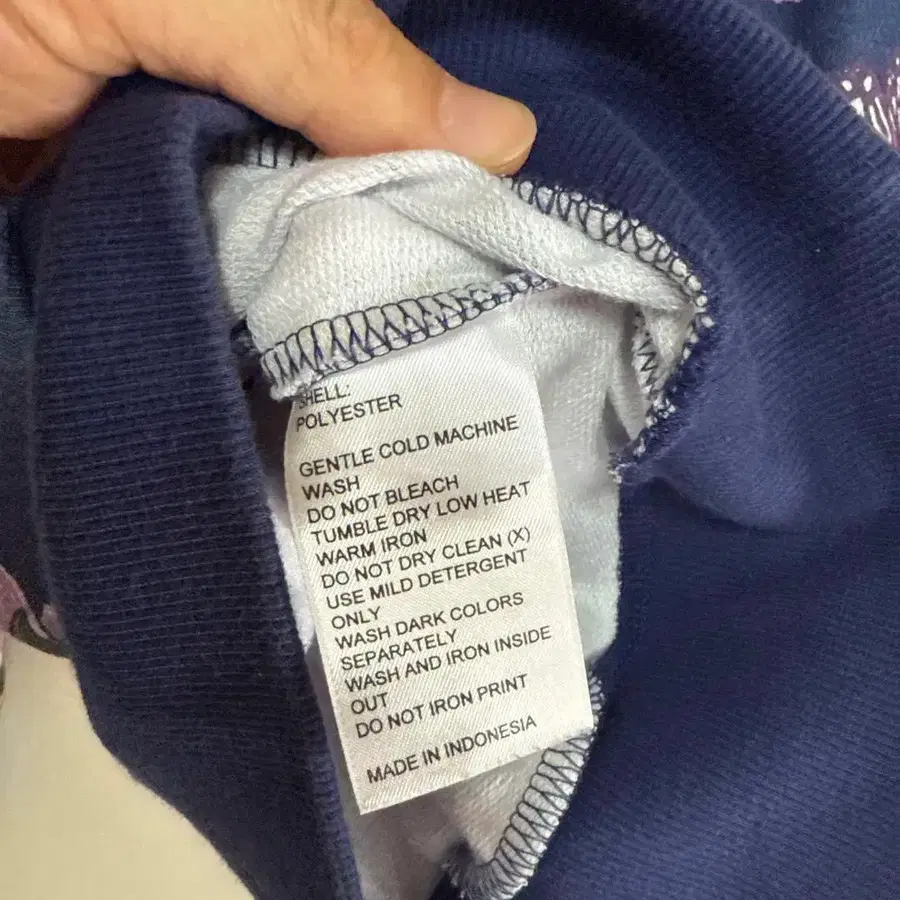 SHELL:
POLYESTER
GENTLE COLD MACHINE
WASH
DO NOT BLEACH
TUMBLE DRY LOW HEAT
WARM IRON
DO NOT DRY CLEAN (X)
USE MILD DETERGENT
ONLY
WASH DARK COLORS
SEPARATELY
WASH AND IRON INSIDE
OUT
DO NOT IRON PRINT
MADE IN INDONESIA